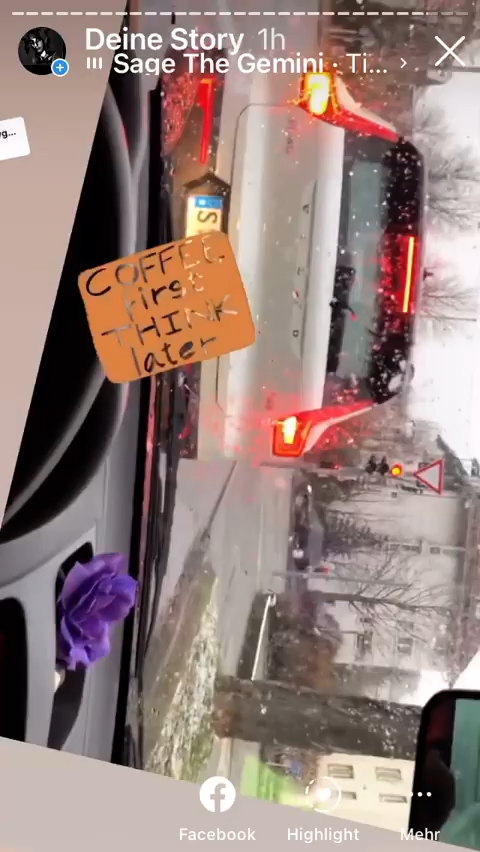 Deine Story 1h
Sage The Gemini · Ti... >
g...
COFFEE
first
THINK
later
S
Facebook
Highlight
Mehr